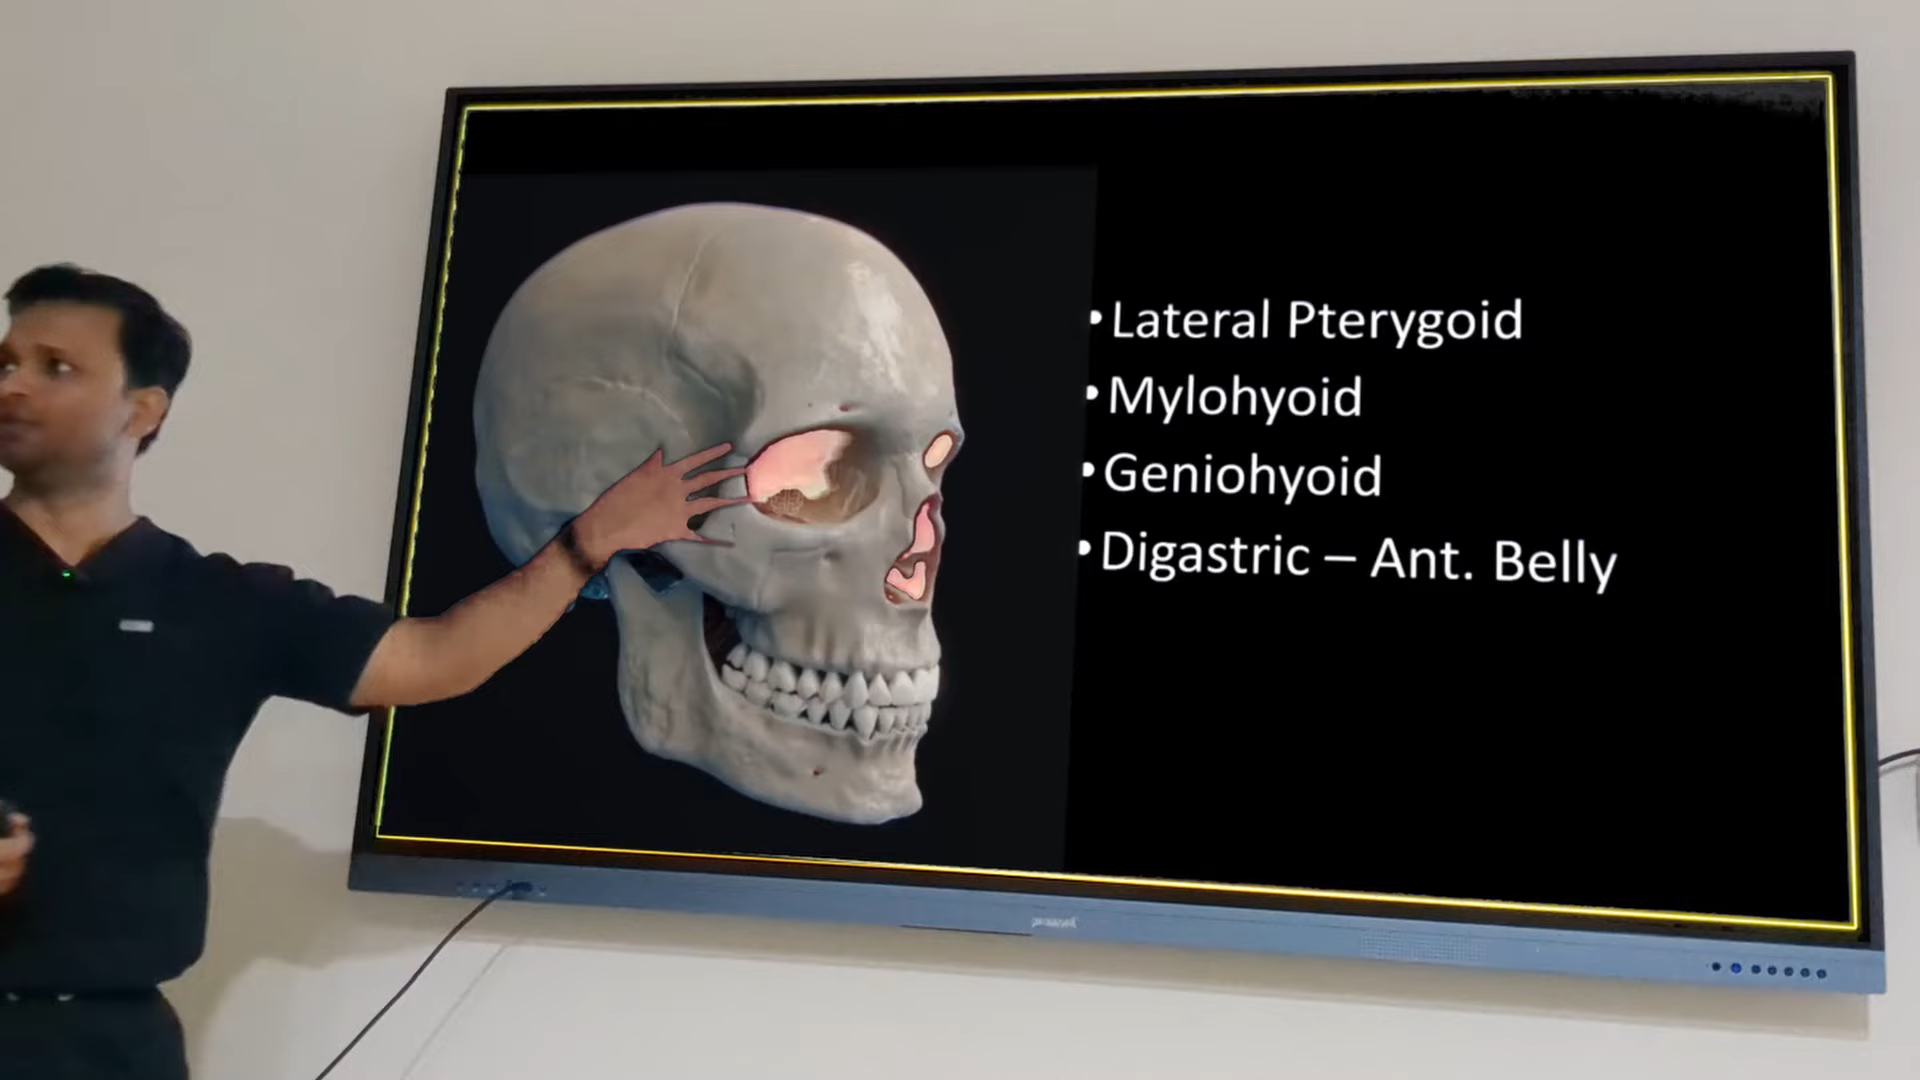 • Lateral Pterygoid
• Mylohyoid
• Geniohyoid
• Digastric – Ant. Belly